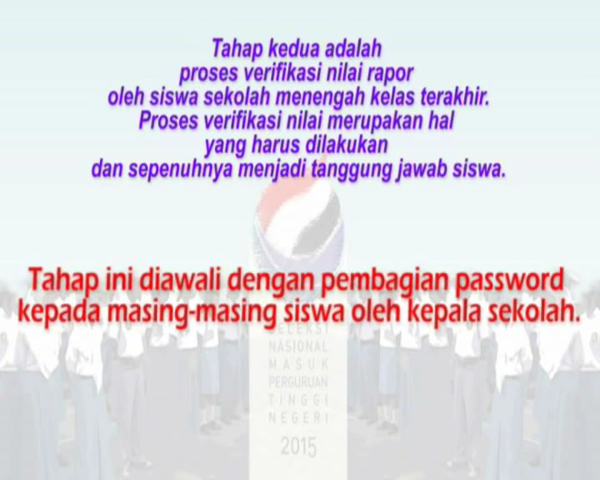 Tahap kedua adalah
proses verifikasi nilai rapor
oleh siswa sekolah menengah kelas terakhir.
Proses verifikasi nilai merupakan hal
yang harus dilakukan
dan sepenuhnya menjadi tanggung jawab siswa.
Tahap ini diawali dengan pembagian password
kepada masing-masing siswa oleh kepala sekolah.
SELEKSI
NASIONAL
MASUK
PERGURUAN
TINGGI
NEGERI
2015